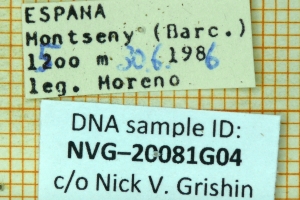 ESPANA
Montseny (Barc.)
1200 m 30.6. 1986
leg. Moreno
DNA sample ID:
NVG–20081G04
c/o Nick V. Grishin